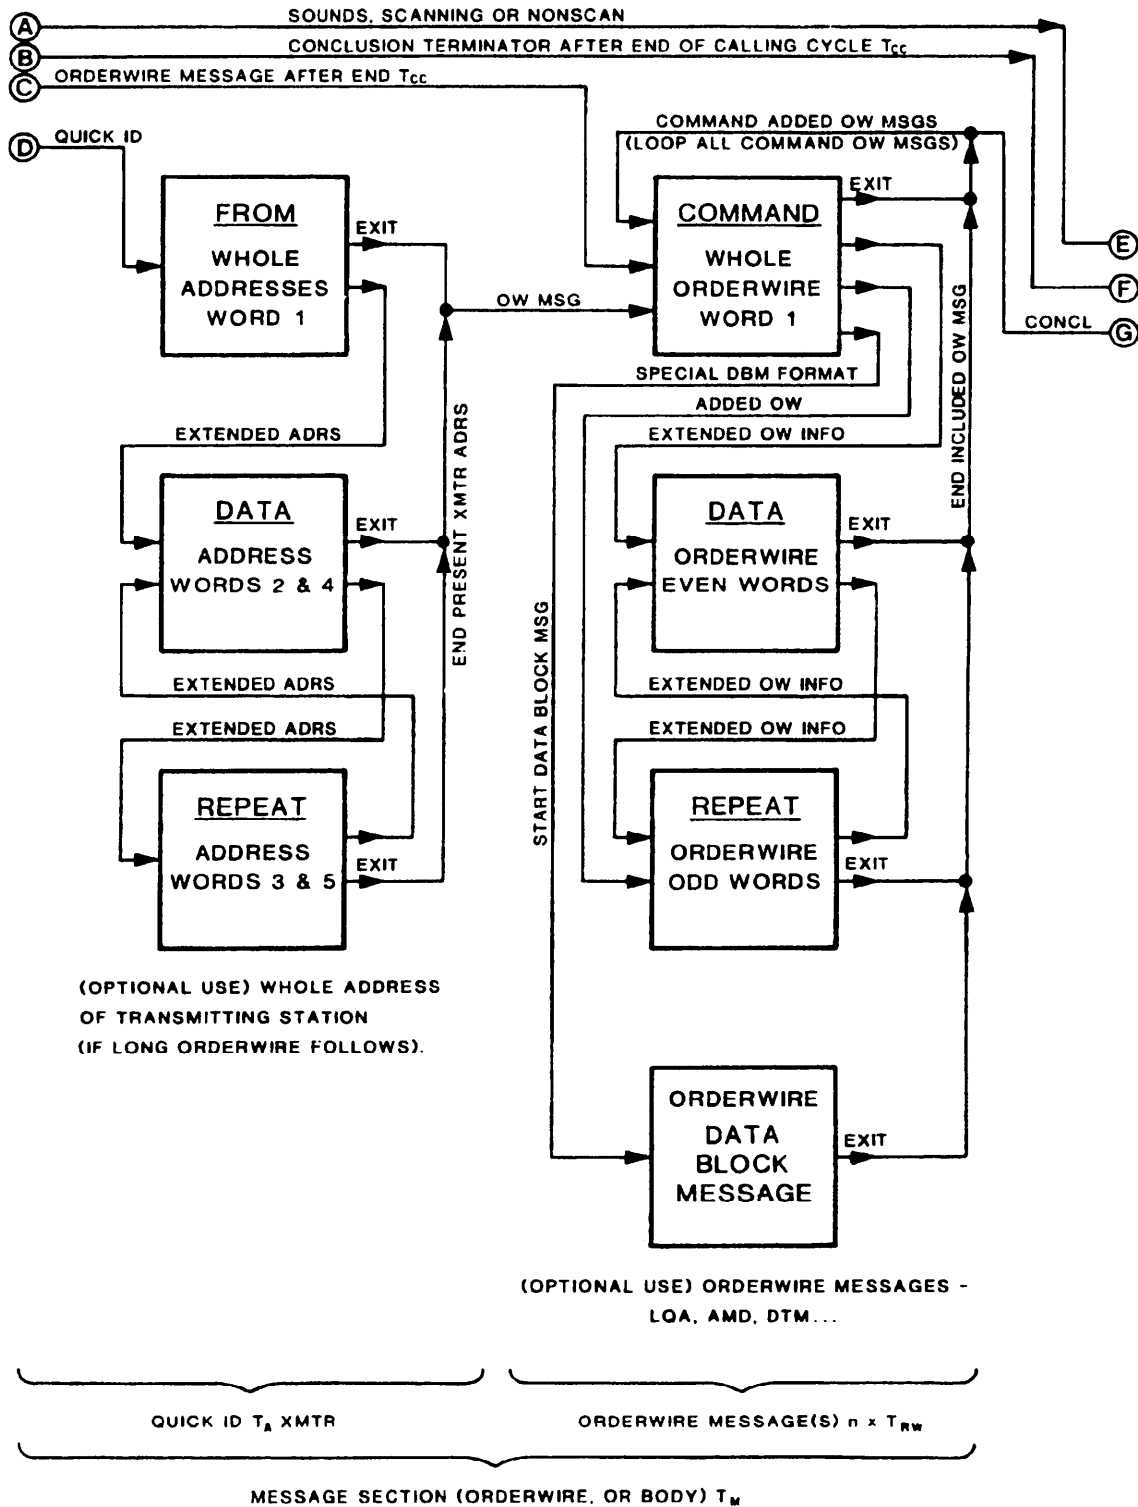 A SOUNDS, SCANNING OR NONSCAN
B CONCLUSION TERMINATOR AFTER END OF CALLING CYCLE Tcc
C ORDERWIRE MESSAGE AFTER END Tcc
D QUICK ID
COMMAND ADDED OW MSGS
(LOOP ALL COMMAND OW MSGS)
FROM
WHOLE
ADDRESSES
WORD 1
EXIT
OW MSG
COMMAND
WHOLE
ORDERWIRE
WORD 1
EXIT
E
F
CONCL G
SPECIAL DBM FORMAT
ADDED OW
EXTENDED OW INFO
END INCLUDED OW MSG
EXTENDED ADRS
END PRESENT XMTR ADRS
DATA
ADDRESS
WORDS 2 & 4
EXIT
EXTENDED ADRS
EXTENDED ADRS
REPEAT
ADDRESS
WORDS 3 & 5
EXIT
START DATA BLOCK MSG
DATA
ORDERWIRE
EVEN WORDS
EXIT
EXTENDED OW INFO
EXTENDED OW INFO
REPEAT
ORDERWIRE
ODD WORDS
EXIT
(OPTIONAL USE) WHOLE ADDRESS
OF TRANSMITTING STATION
(IF LONG ORDERWIRE FOLLOWS).
ORDERWIRE
DATA
BLOCK
MESSAGE
EXIT
(OPTIONAL USE) ORDERWIRE MESSAGES -
LQA, AMD, DTM...
QUICK ID TA XMTR
ORDERWIRE MESSAGE(S) n x TRW
MESSAGE SECTION (ORDERWIRE, OR BODY) TM